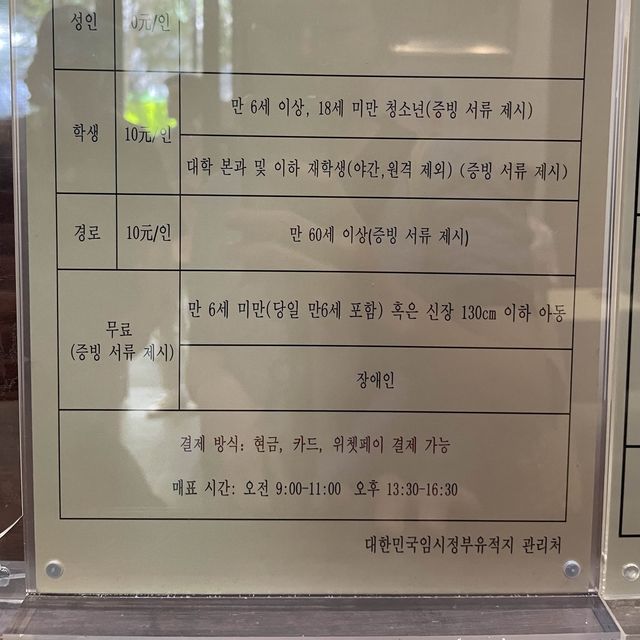 성인
0元/인
만 6세 이상, 18세 미만 청소년(증빙 서류 제시)
학생
10元/인
대학 본과 및 이하 재학생(야간,원격 제외) (증빙 서류 제시)
경로
10元/인
만 60세 이상(증빙 서류 제시)
무료
(증빙 서류 제시)
만 6세 미만(당일 만6세 포함) 혹은 신장 130cm 이하 아동
장애인
결제 방식: 현금, 카드, 위챗페이 결제 가능
매표 시간: 오전 9:00-11:00 오후 13:30-16:30
대한민국임시정부유적지 관리처